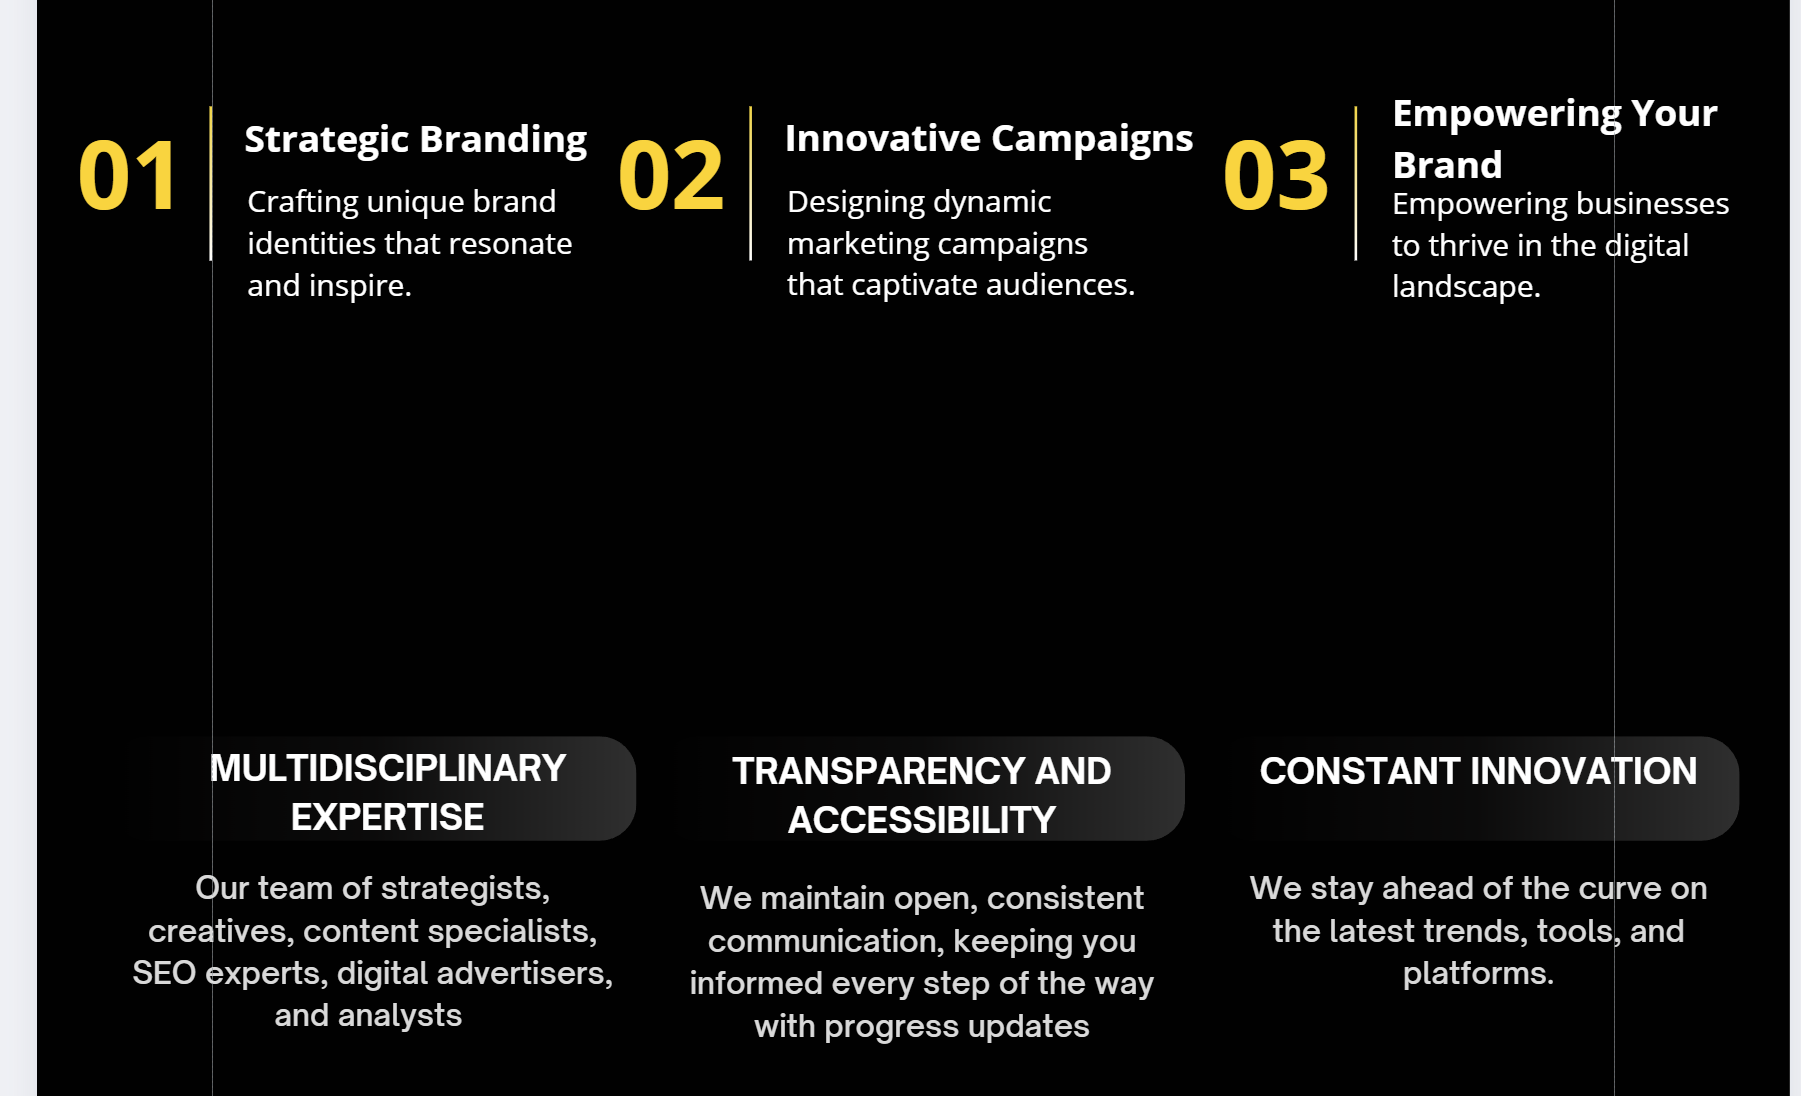 01
Strategic Branding
Crafting unique brand
identities that resonate
and inspire.
02
Innovative Campaigns
Designing dynamic
marketing campaigns
that captivate audiences.
03
Empowering Your
Brand
Empowering businesses
to thrive in the digital
landscape.
MULTIDISCIPLINARY
EXPERTISE
Our team of strategists,
creatives, content specialists,
SEO experts, digital advertisers,
and analysts
TRANSPARENCY AND
ACCESSIBILITY
We maintain open, consistent
communication, keeping you
informed every step of the way
with progress updates
CONSTANT INNOVATION
We stay ahead of the curve on
the latest trends, tools, and
platforms.